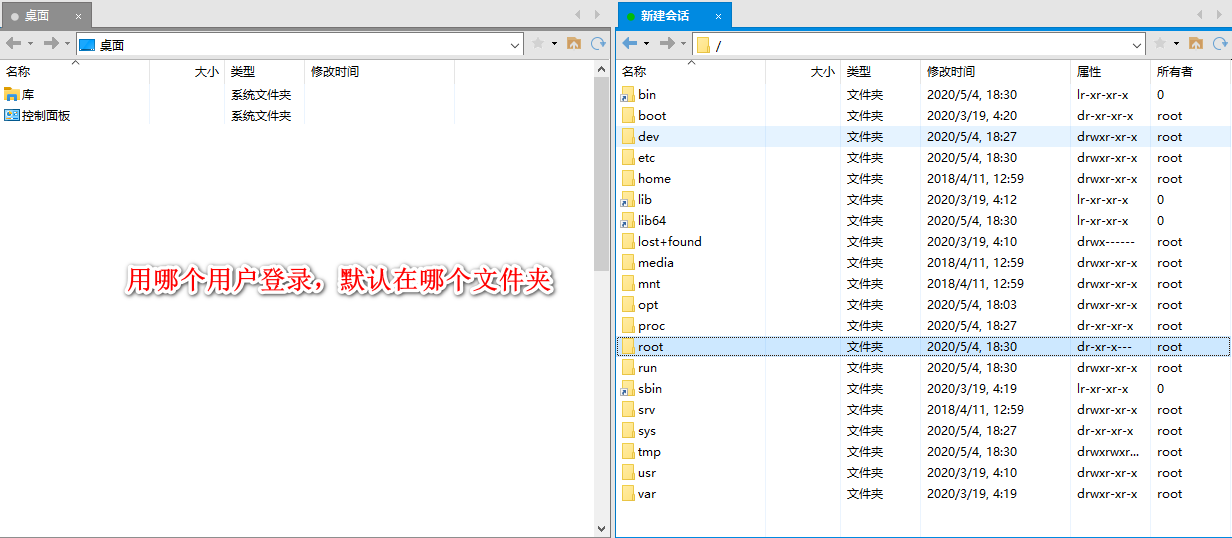 桌面
新建会话
桌面
/
名称 大小 类型 修改时间
库 系统文件夹
控制面板 系统文件夹
用哪个用户登录，默认在哪个文件夹
名称 大小 类型 修改时间 属性 所有者
bin 文件夹 2020/5/4, 18:30 lr-xr-xr-x 0
boot 文件夹 2020/3/19, 4:20 dr-xr-xr-x root
dev 文件夹 2020/5/4, 18:27 drwxr-xr-x root
etc 文件夹 2020/5/4, 18:30 drwxr-xr-x root
home 文件夹 2018/4/11, 12:59 drwxr-xr-x root
lib 文件夹 2020/3/19, 4:12 lr-xr-xr-x 0
lib64 文件夹 2020/5/4, 18:30 lr-xr-xr-x 0
lost+found 文件夹 2020/3/19, 4:10 drwx------ root
media 文件夹 2018/4/11, 12:59 drwxr-xr-x root
mnt 文件夹 2018/4/11, 12:59 drwxr-xr-x root
opt 文件夹 2020/5/4, 18:03 drwxr-xr-x root
proc 文件夹 2020/5/4, 18:27 dr-xr-xr-x root
root 文件夹 2020/5/4, 18:30 dr-xr-x--- root
run 文件夹 2020/5/4, 18:30 drwxr-xr-x root
sbin 文件夹 2020/3/19, 4:19 lr-xr-xr-x 0
srv 文件夹 2018/4/11, 12:59 drwxr-xr-x root
sys 文件夹 2020/5/4, 18:27 dr-xr-xr-x root
tmp 文件夹 2020/5/4, 18:30 drwxrwxr... root
usr 文件夹 2020/3/19, 4:10 drwxr-xr-x root
var 文件夹 2020/3/19, 4:19 drwxr-xr-x root